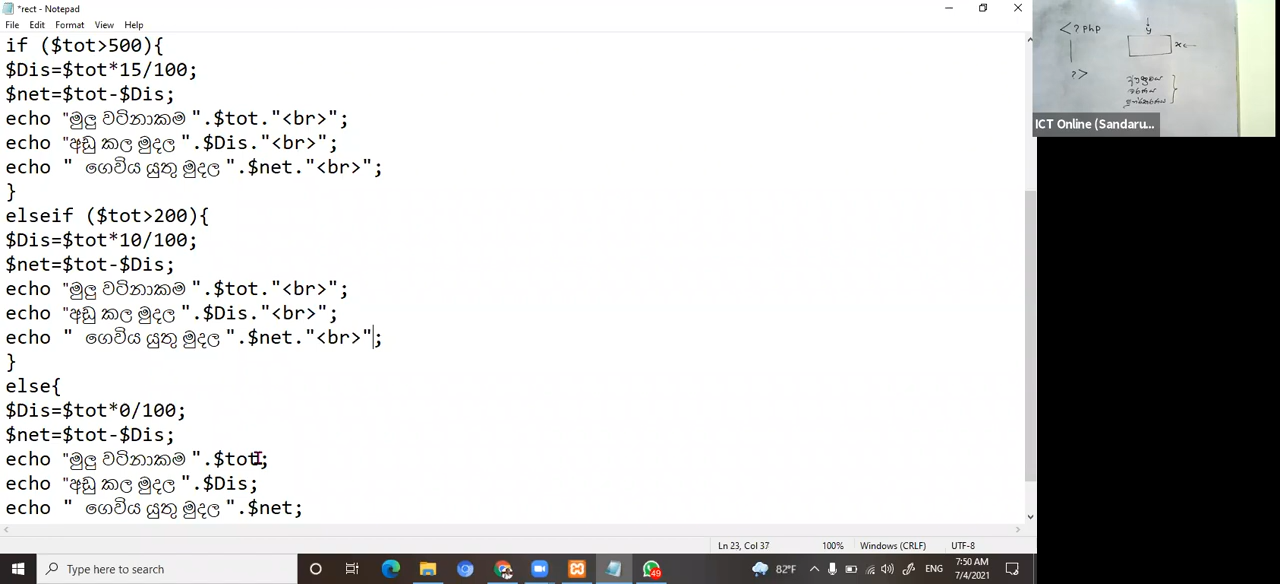 *rect - Notepad
File Edit Format View Help
if ($tot>500){
$Dis=$tot*15/100;
$net=$tot-$Dis;
echo "මුලු වටිනාකම ".$tot."<br>";
echo "අඩු කල මුදල ".$Dis."<br>";
echo " ගෙවිය යුතු මුදල ".$net."<br>";
}
elseif ($tot>200){
$Dis=$tot*10/100;
$net=$tot-$Dis;
echo "මුලු වටිනාකම ".$tot."<br>";
echo "අඩු කල මුදල ".$Dis."<br>";
echo " ගෙවිය යුතු මුදල ".$net."<br>";
}
else{
$Dis=$tot*0/100;
$net=$tot-$Dis;
echo "මුලු වටිනාකම ".$tot;
echo "අඩු කල මුදල ".$Dis;
echo " ගෙවිය යුතු මුදල ".$net;
Ln 23, Col 37 100% Windows (CRLF) UTF-8
<?php
y
x
?>
ICT Online (Sandaru...
Type here to search
49
82°F ENG
7:50 AM
7/4/2021